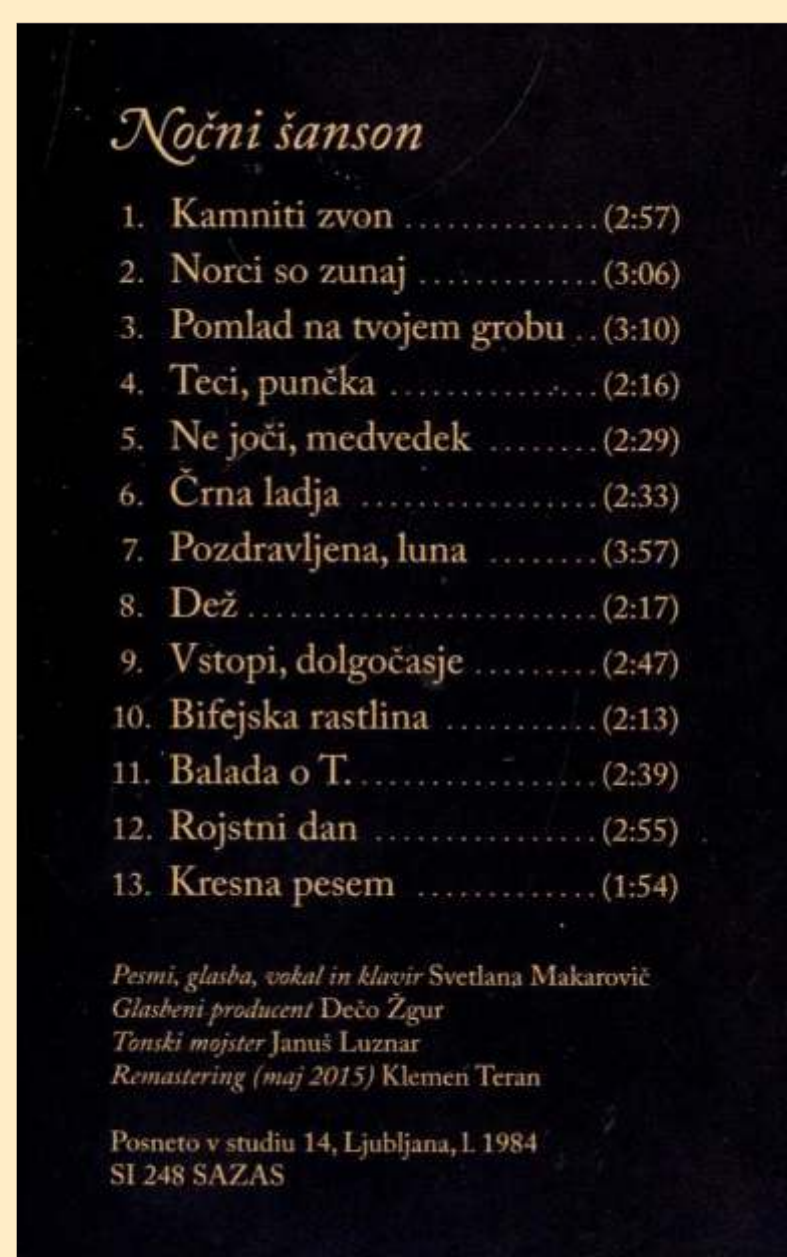 Nočni šanson
1. Kamniti zvon ............... (2:57)
2. Norci so zunaj ............. (3:06)
3. Pomlad na tvojem grobu .. (3:10)
4. Teci, punčka ............... (2:16)
5. Ne joči, medvedek ........ (2:29)
6. Črna ladja ................. (2:33)
7. Pozdravljena, luna ........ (3:57)
8. Dež ......................... (2:17)
9. Vstopi, dolgočasje ......... (2:47)
10. Bifejska rastlina ........... (2:13)
11. Balada o T. ................. (2:39)
12. Rojstni dan ................ (2:55)
13. Kresna pesem ............. (1:54)
Pesmi, glasba, vokal in klavir Svetlana Makarovič
Glasbeni producent Dečo Žgur
Tonski mojster Januš Luznar
Remastering (maj 2015) Klemen Teran
Posneto v studiu 14, Ljubljana, l. 1984
SI 248 SAZAS